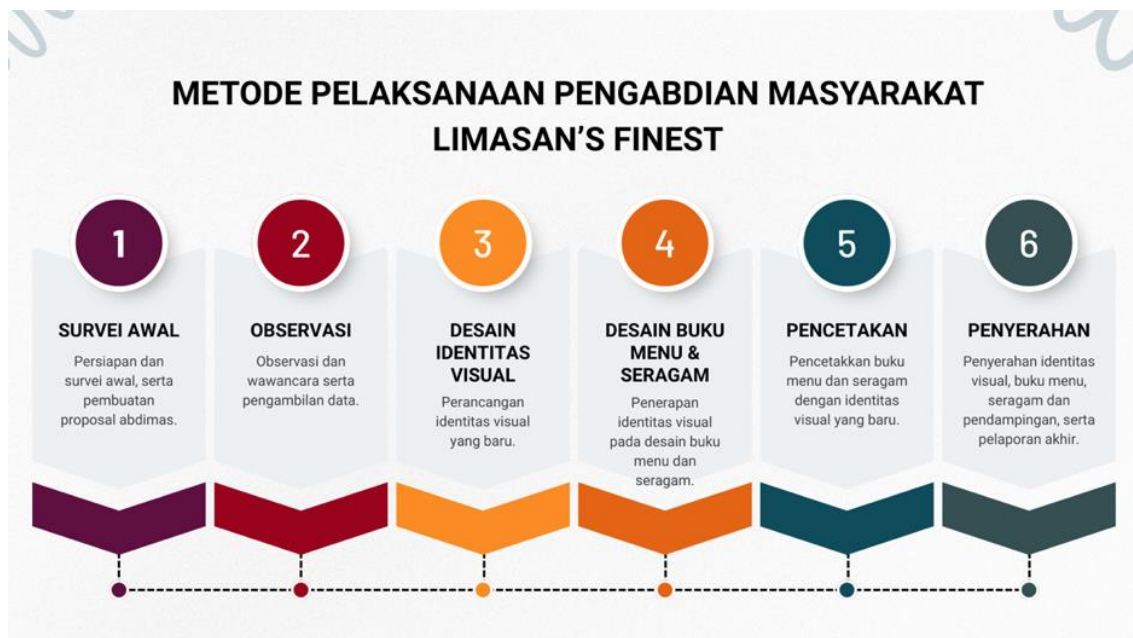 METODE PELAKSANAAN PENGABDIAN MASYARAKAT
LIMASAN’S FINEST
1
SURVEI AWAL
Persiapan dan
survei awal, serta
pembuatan
proposal abdimas.
2
OBSERVASI
Observasi dan
wawancara serta
pengambilan data.
3
DESAIN
IDENTITAS
VISUAL
Perancangan
identitas visual
yang baru.
4
DESAIN BUKU
MENU &
SERAGAM
Penerapan
identitas visual
pada desain buku
menu dan
seragam.
5
PENCETAKAN
Pencetakkan buku
menu dan seragam
dengan identitas
visual yang baru.
6
PENYERAHAN
Penyerahan identitas
visual, buku menu,
seragam dan
pendampingan, serta
pelaporan akhir.